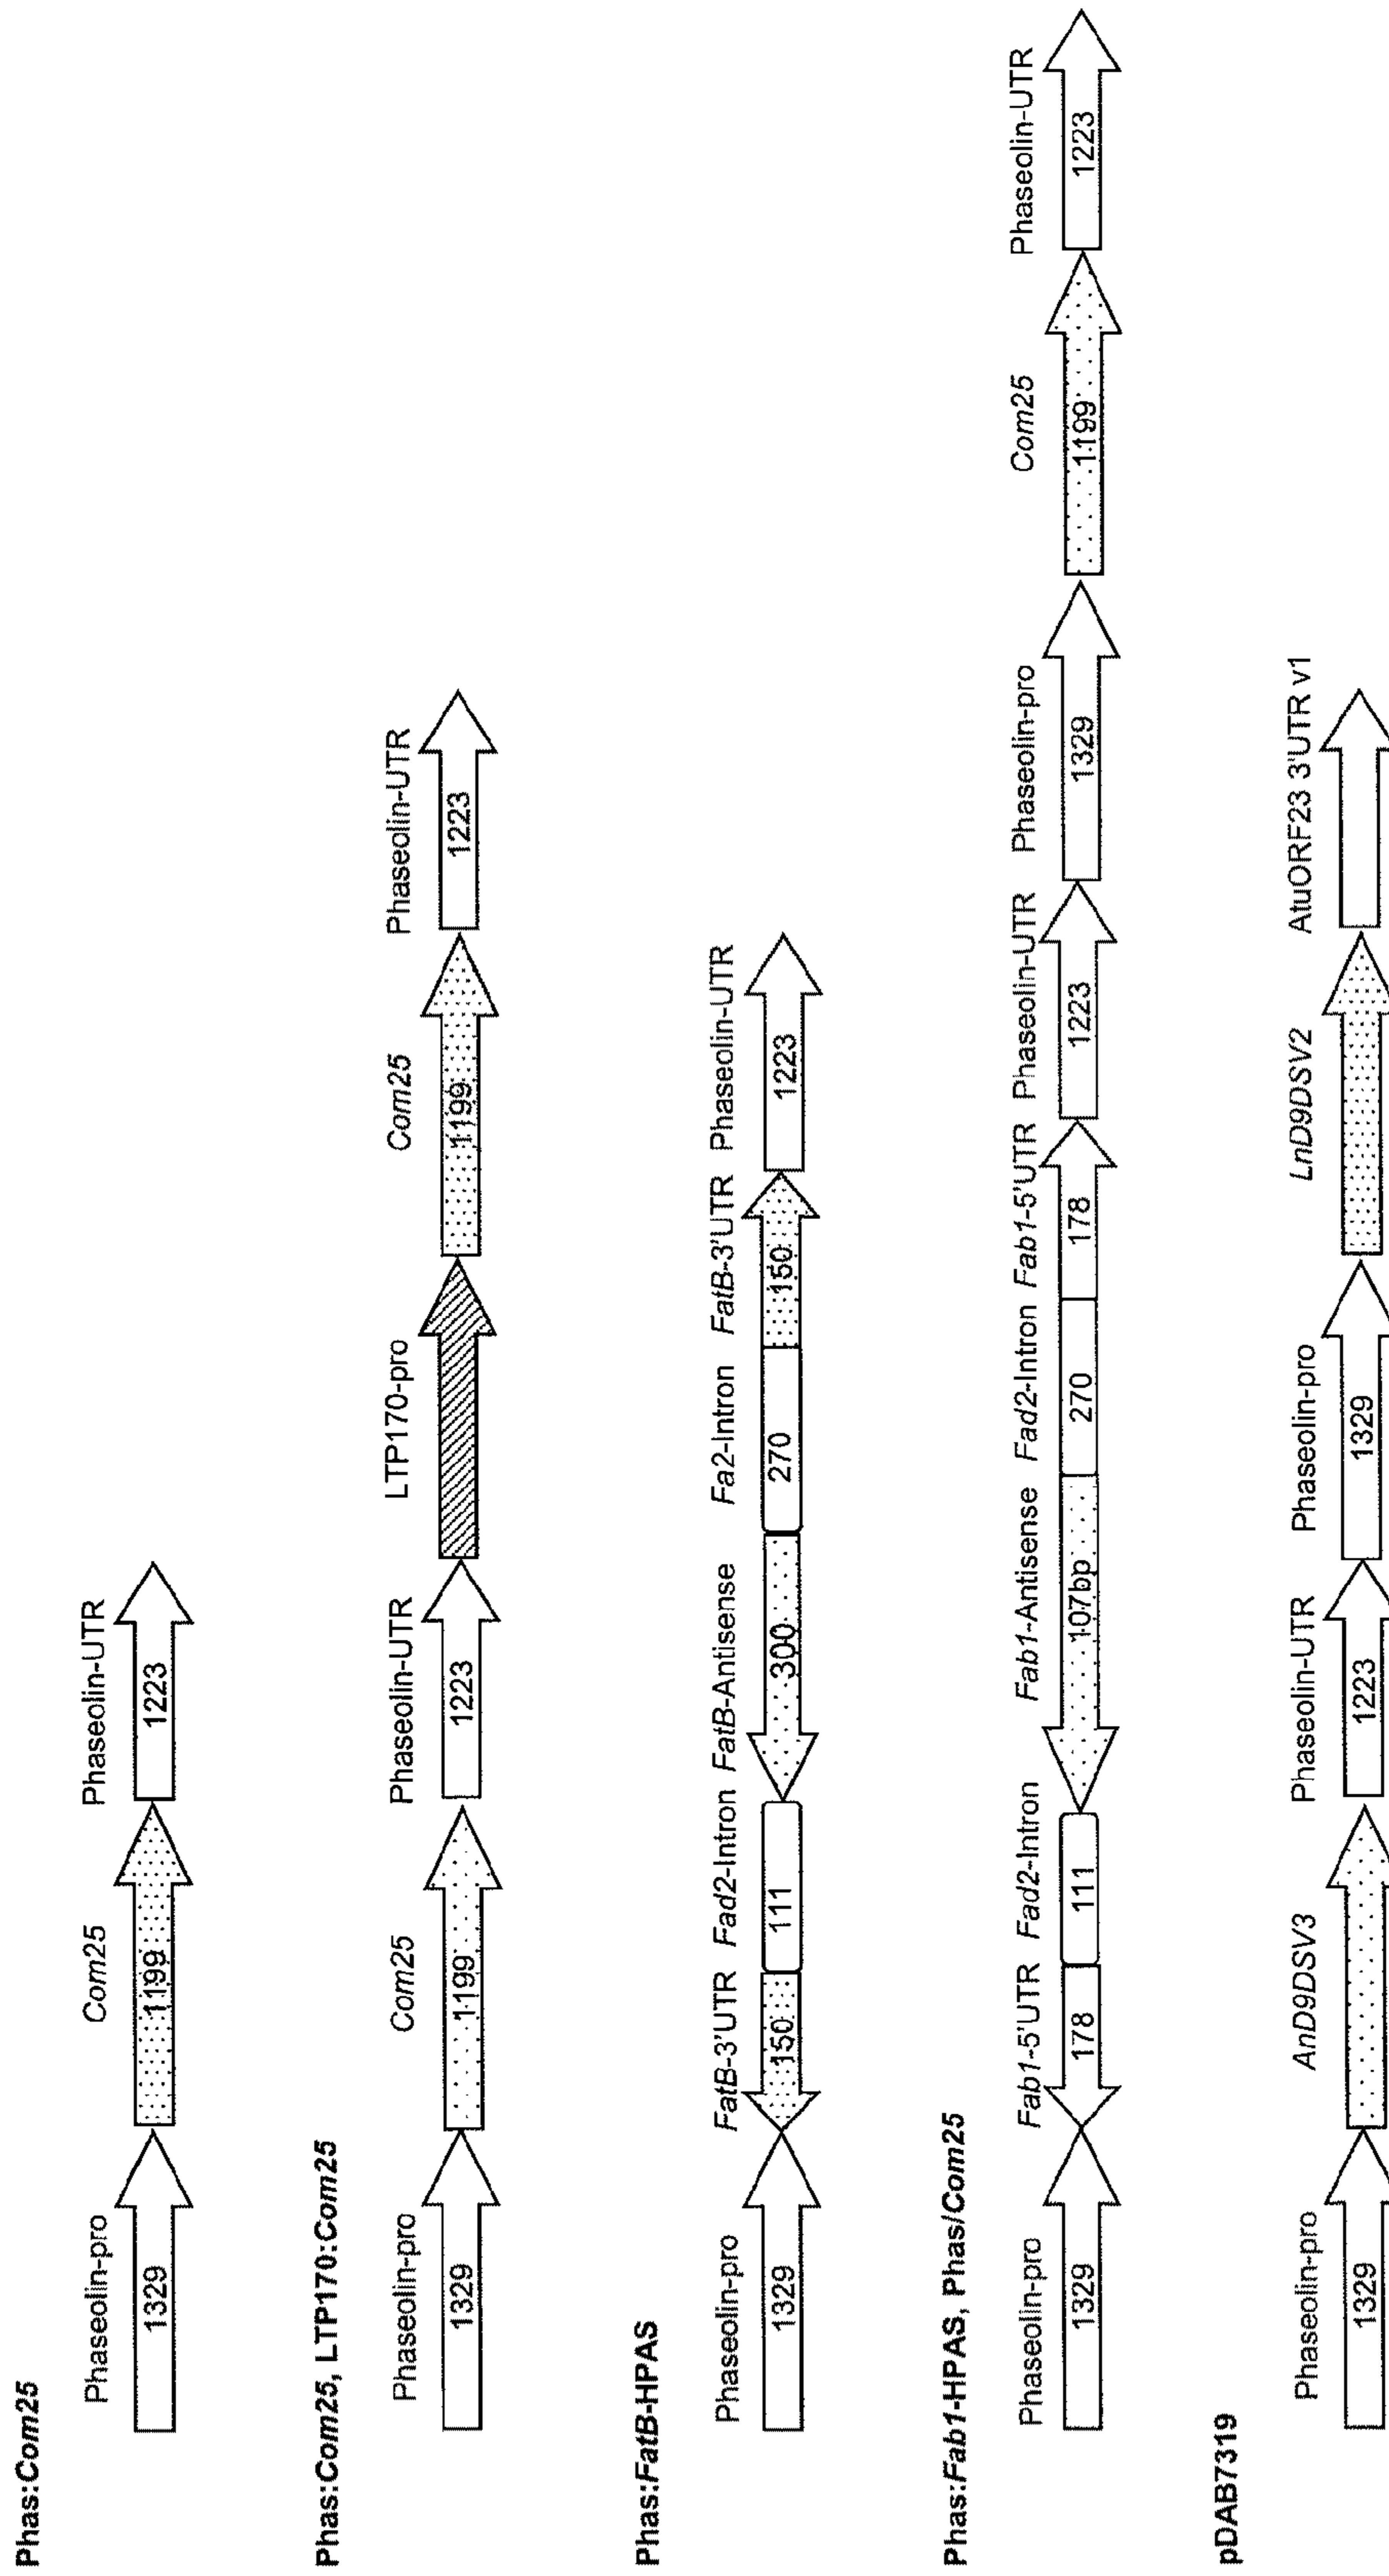 Phas:Com25
Phaseolin-pro Com25 Phaseolin-UTR
1329 1199 1223
Phas:Com25, LTP170:Com25
Phaseolin-pro Com25 Phaseolin-UTR LTP170-pro Com25 Phaseolin-UTR
1329 1199 1223 1199 1223
Phas:FatB-HPAS
Phaseolin-pro FatB-3'UTR Fad2-Intron FatB-Antisense Fa2-Intron FatB-3'UTR Phaseolin-UTR
1329 150 111 300 270 150 1223
Phas:Fab1-HPAS, Phas/Com25
Phaseolin-pro Fab1-5'UTR Fad2-Intron Fab1-Antisense Fad2-Intron Fab1-5'UTR Phaseolin-UTR Phaseolin-pro Com25 Phaseolin-UTR
1329 178 111 107bp 270 178 1223 1329 1199 1223
pDAB7319
Phaseolin-pro AnD9DSV3 Phaseolin-UTR Phaseolin-pro LnD9DSV2 AtuORF23 3'UTR v1
1329 1223 1329